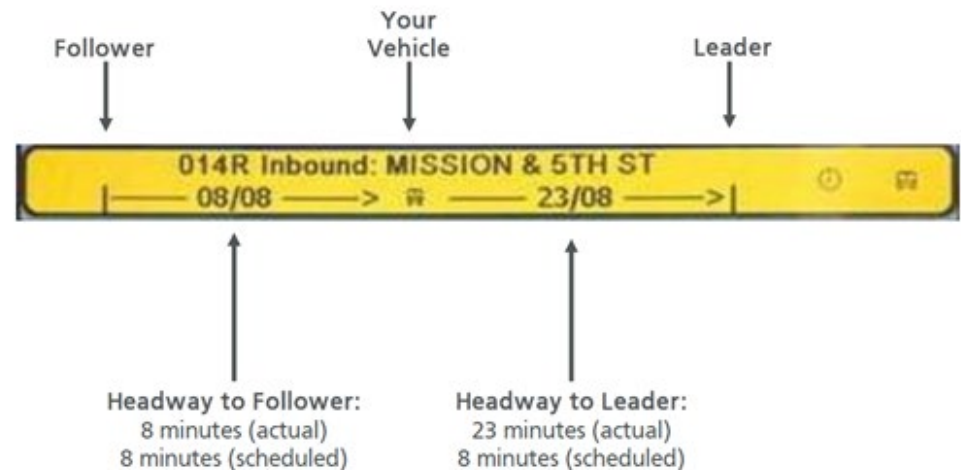 Follower
Your
Vehicle
Leader
014R Inbound: MISSION & 5TH ST
08/08
23/08
Headway to Follower:
8 minutes (actual)
8 minutes (scheduled)
Headway to Leader:
23 minutes (actual)
8 minutes (scheduled)